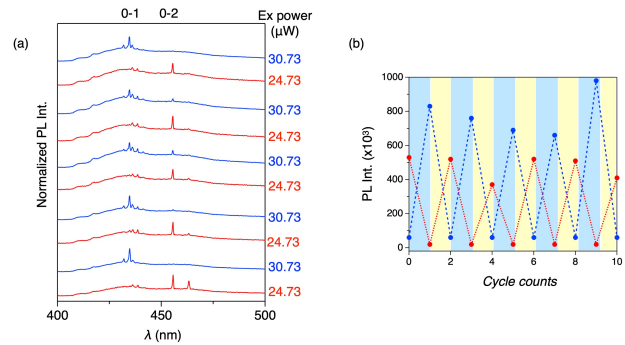 0-1 0-2 Ex power
(µW)
(a)
30.73
24.73
30.73
24.73
30.73
24.73
30.73
24.73
30.73
24.73
Normalized PL Int.
400 450 500
λ (nm)
(b)
1000
800
600
400
200
0
PL Int. (x10³)
0 2 4 6 8 10
Cycle counts